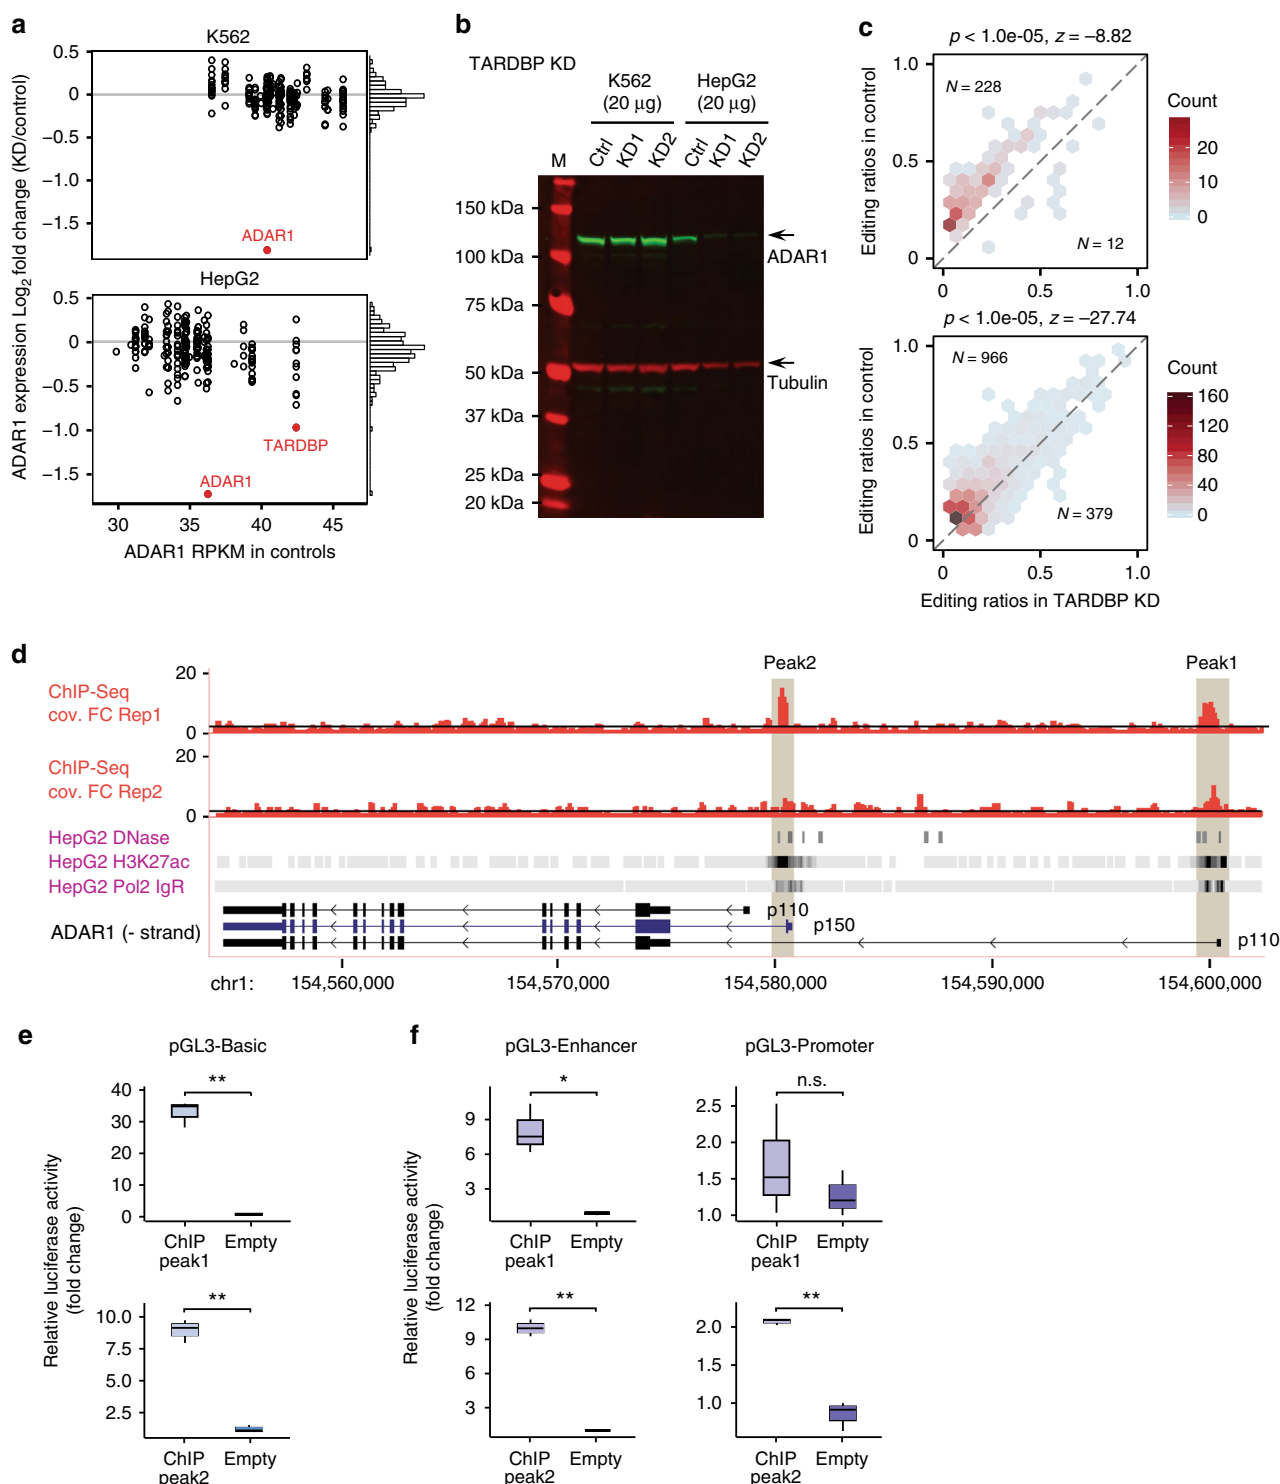 a
K562
0.5
0
−0.5
−1.0
−1.5
ADAR1
HepG2
0.5
0
−0.5
−1.0
−1.5
TARDBP
ADAR1
30 35 40 45
ADAR1 RPKM in controls
ADAR1 expression Log2 fold change (KD/control)
b
TARDBP KD
K562
(20 μg)
HepG2
(20 μg)
M
Ctrl
KD1
KD2
Ctrl
KD1
KD2
150 kDa
100 kDa
75 kDa
50 kDa
37 kDa
25 kDa
20 kDa
ADAR1
Tubulin
c
p < 1.0e-05, z = −8.82
1.0
0.5
0
N = 228
N = 12
0 0.5 1.0
Editing ratios in control
Count
20
10
0
p < 1.0e-05, z = −27.74
1.0
0.5
0
N = 966
N = 379
0 0.5 1.0
Editing ratios in control
Editing ratios in TARDBP KD
Count
160
120
80
40
0
d
Peak2
Peak1
20
ChIP-Seq
cov. FC Rep1
0
20
ChIP-Seq
cov. FC Rep2
0
HepG2 DNase
HepG2 H3K27ac
HepG2 Pol2 IgR
ADAR1 (- strand)
p110
p150
p110
chr1:
154,560,000
154,570,000
154,580,000
154,590,000
154,600,000
e
pGL3-Basic
**
40
30
20
10
0
ChIP
peak1
Empty
**
10.0
7.5
5.0
2.5
ChIP
peak2
Empty
Relative luciferase activity
(fold change)
f
pGL3-Enhancer
*
9
6
3
ChIP
peak1
Empty
pGL3-Promoter
n.s.
2.5
2.0
1.5
1.0
ChIP
peak1
Empty
**
12
9
6
3
ChIP
peak2
Empty
**
2.0
1.5
1.0
ChIP
peak2
Empty
Relative luciferase activity
(fold change)